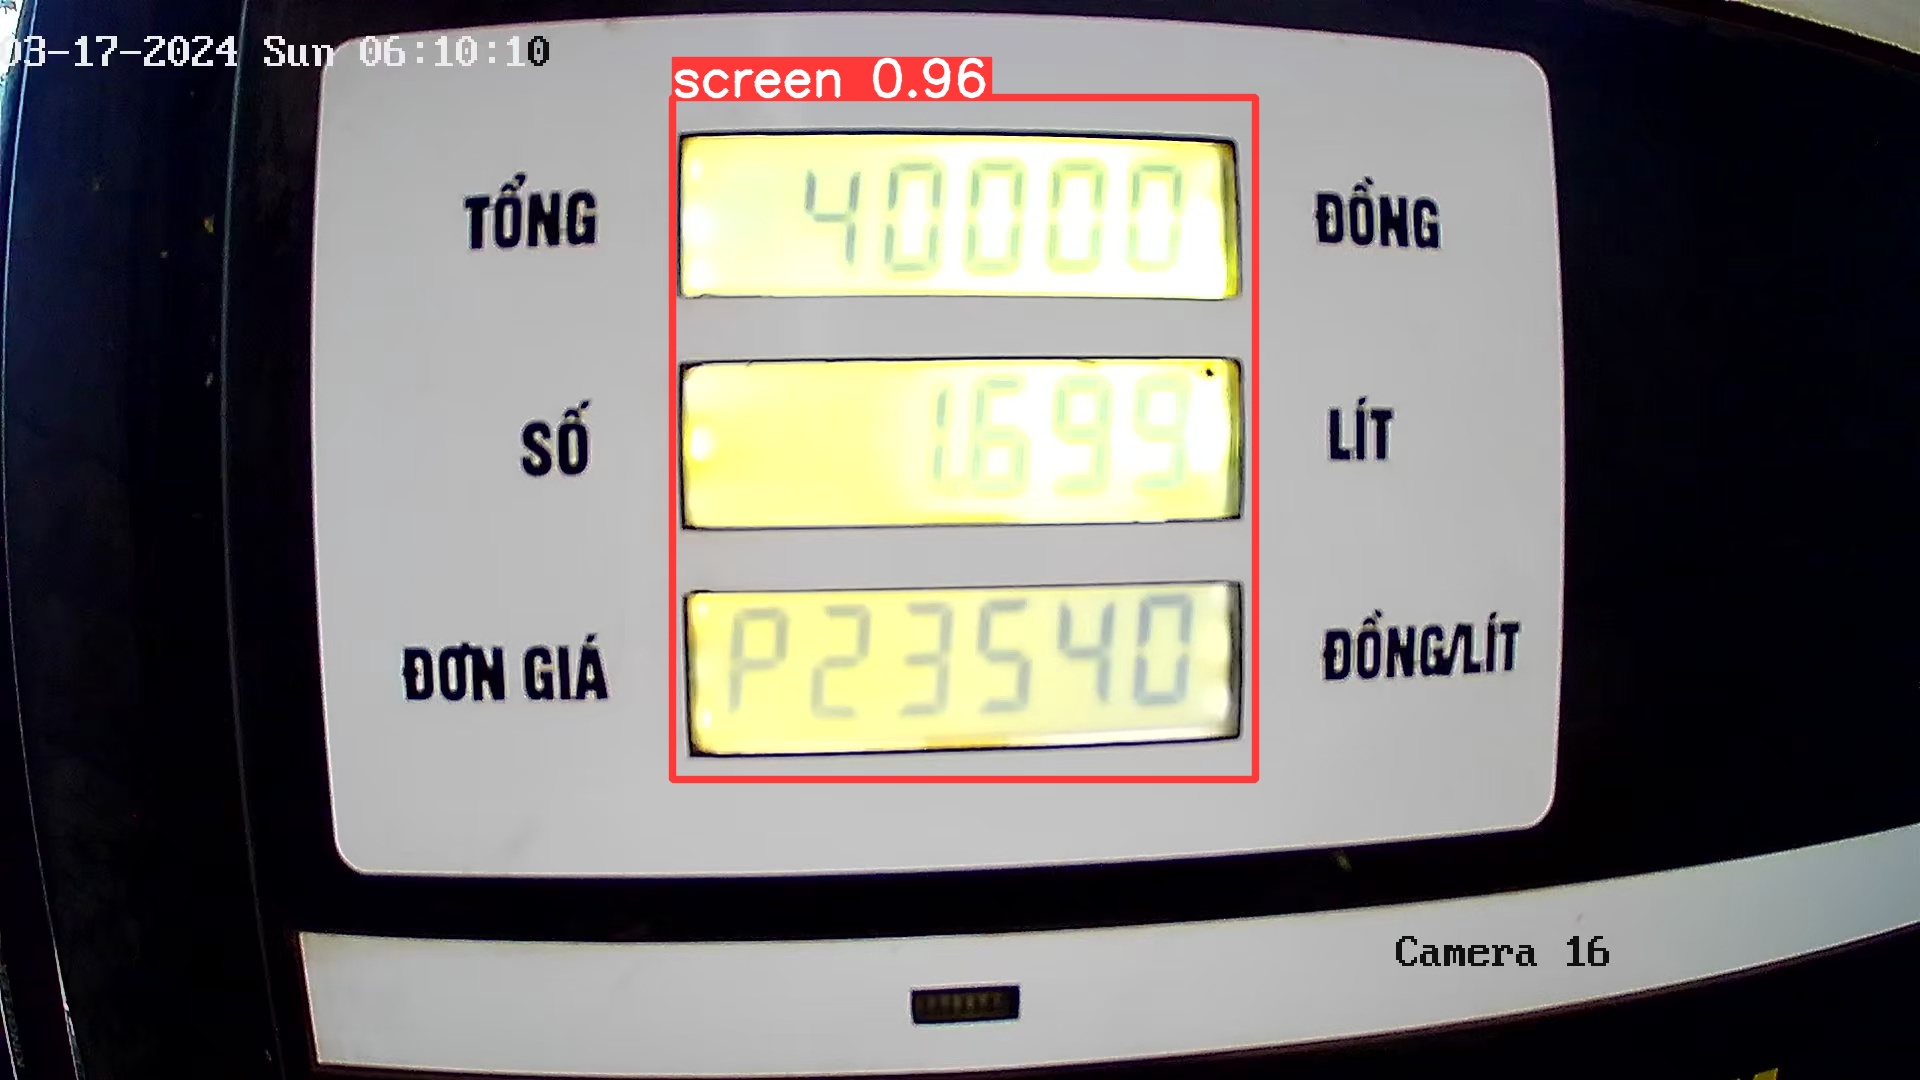 03-17-2024 Sun 06:10:10
screen 0.96
TỔNG 40000 ĐỒNG
SỐ 1.699 LÍT
ĐƠN GIÁ P23540 ĐỒNG/LÍT
Camera 16